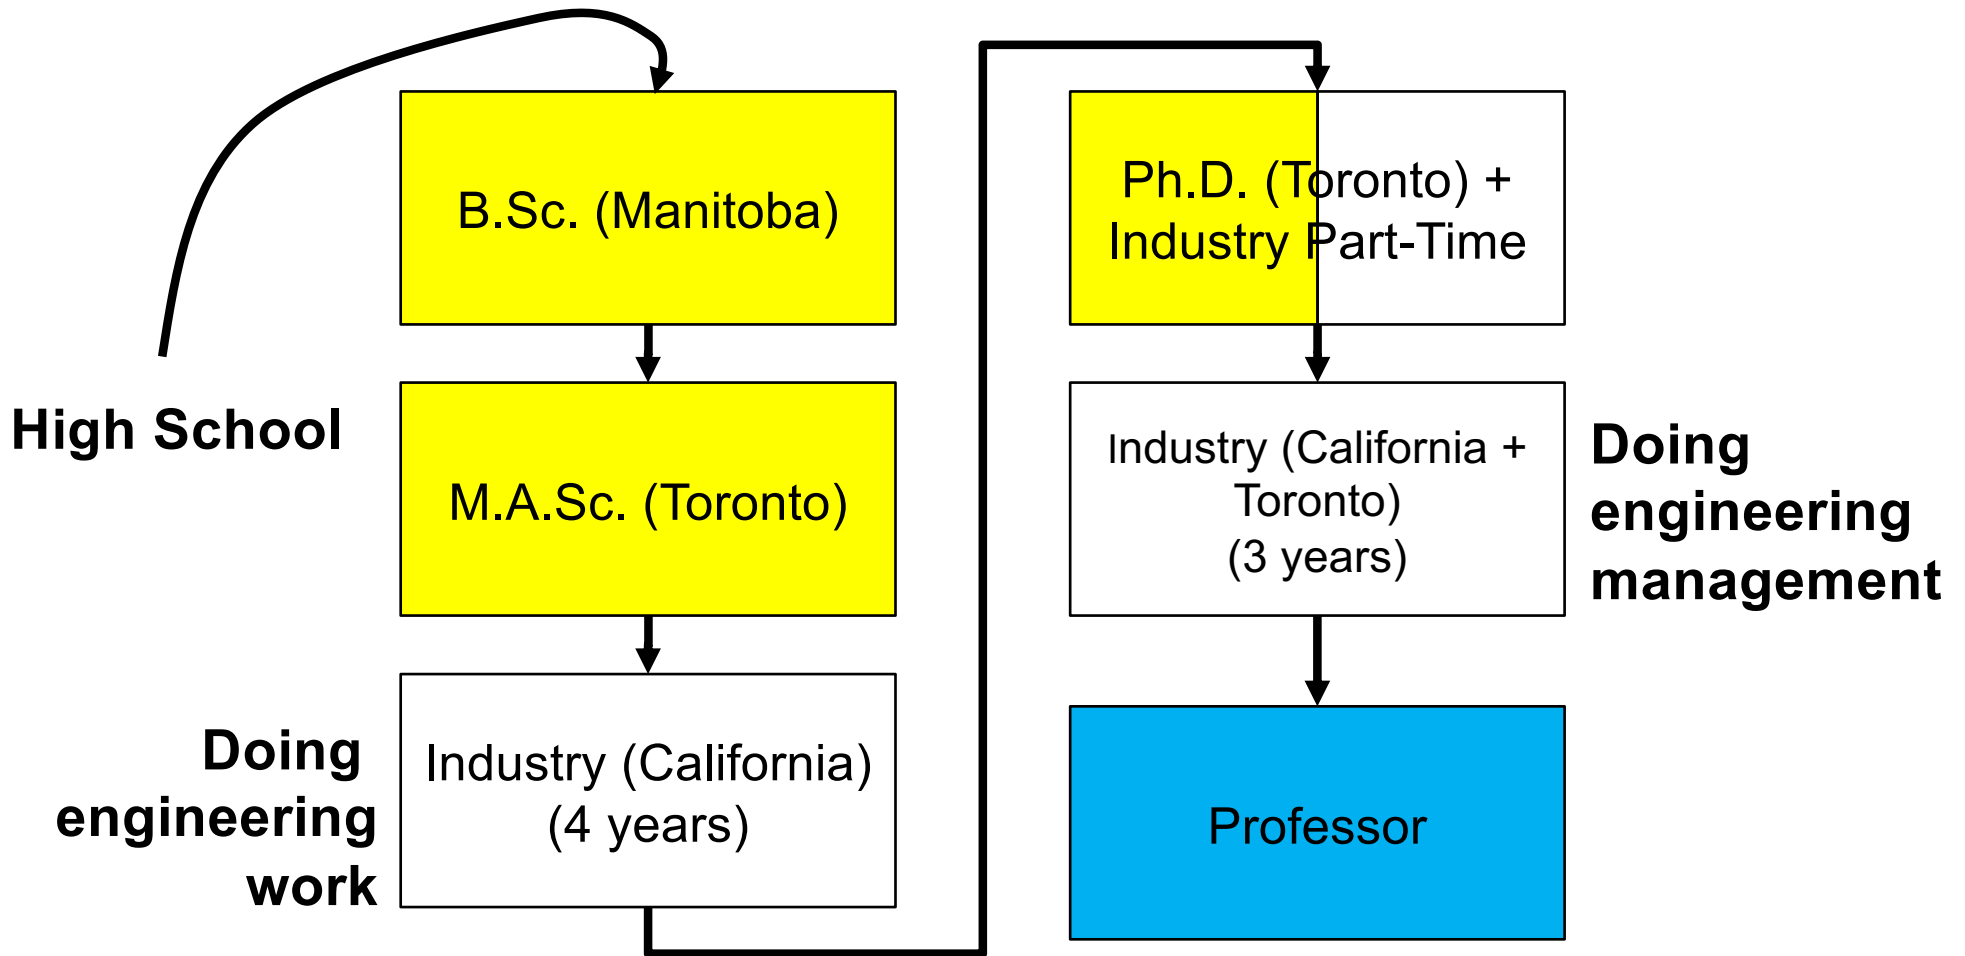 High School
B.Sc. (Manitoba)
M.A.Sc. (Toronto)
Doing
engineering
work
Industry (California)
(4 years)
Ph.D. (Toronto) +
Industry Part-Time
Industry (California +
Toronto)
(3 years)
Doing
engineering
management
Professor